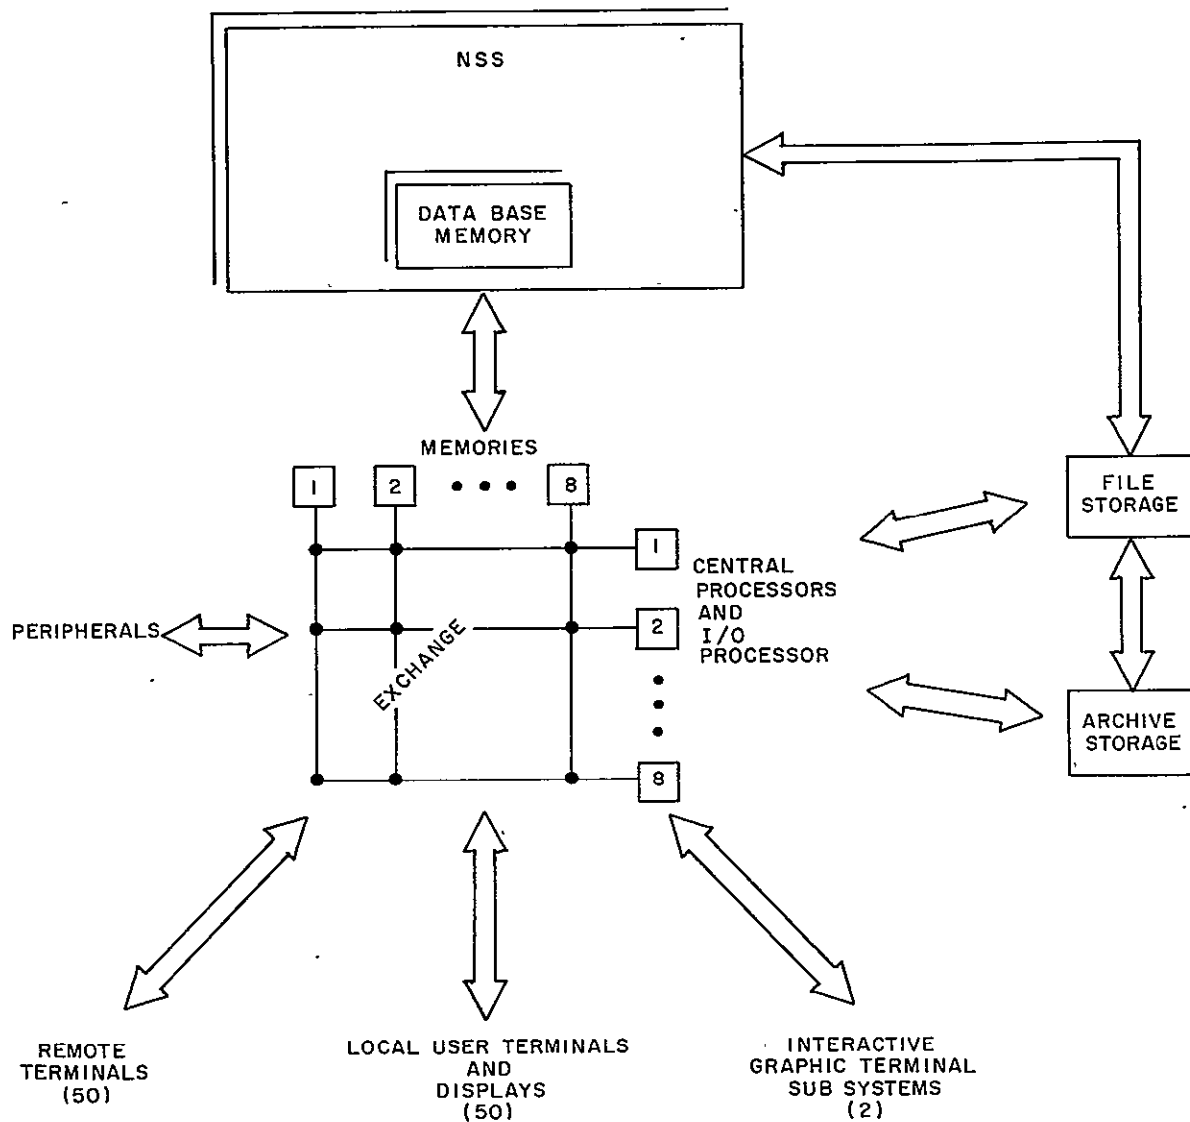 NSS
DATA BASE
MEMORY
MEMORIES
1
2
8
1
CENTRAL
PROCESSORS
AND
I/O
PROCESSOR
2
8
EXCHANGE
PERIPHERALS
FILE
STORAGE
ARCHIVE
STORAGE
REMOTE
TERMINALS
(50)
LOCAL USER TERMINALS
AND
DISPLAYS
(50)
INTERACTIVE
GRAPHIC TERMINAL
SUB SYSTEMS
(2)